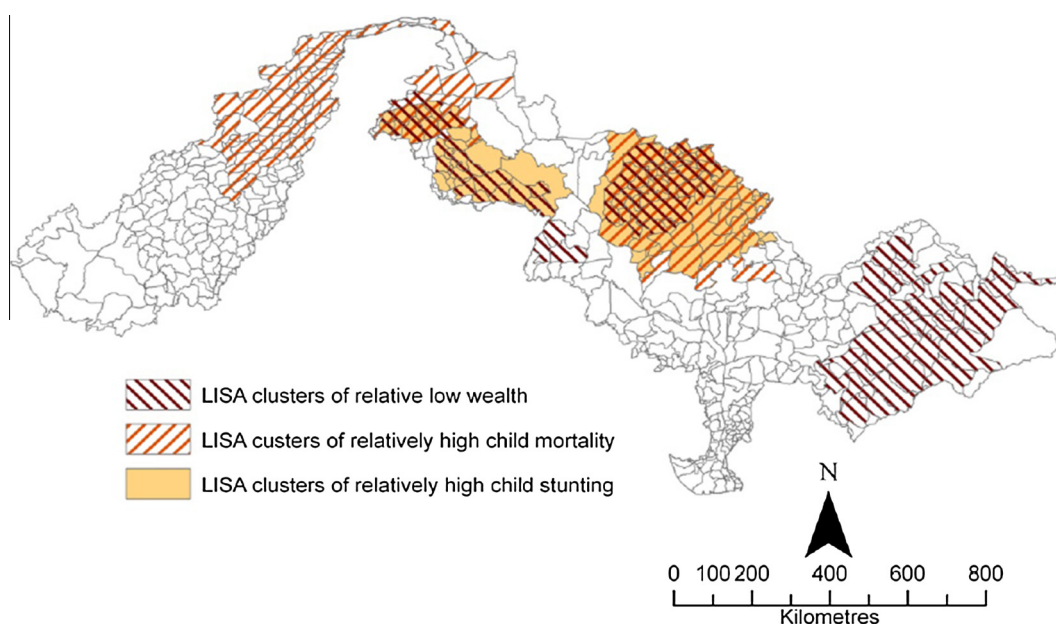 LISA clusters of relative low wealth
LISA custers of relatively high child mortality
LISA clusters of relatively high child stunting
N
0 100 200 400 600 800
Kilometres